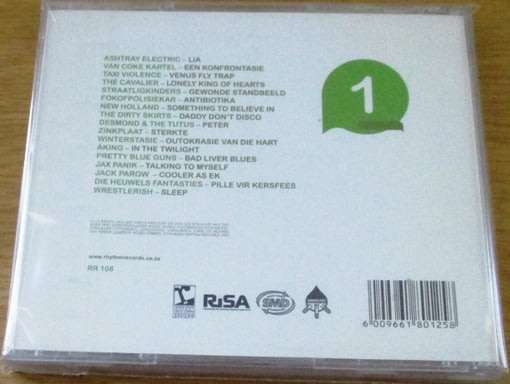 ASHTRAY ELECTRIC – LIA
VAN COKE KARTEL – EEN KONFRONTASIE
TAXI VIOLENCE – VENUS FLY TRAP
THE CAVALIER – LONELY KING OF HEARTS
STRAATLIGKINDERS – GEWONDE STANDBEELD
FOKOFPOLISIEKAR – ANTIBIOTIKA
NEW HOLLAND – SOMETHING TO BELIEVE IN
THE DIRTY SKIRTS – DADDY DON'T DISCO
DESMOND & THE TUTUS – PETER
ZINKPLAAT – STERKTE
WINTERSTASIE – OUTOKRASIE VAN DIE HART
AKING – IN THE TWILIGHT
PRETTY BLUE GUNS – BAD LIVER BLUES
JAX PANIK – TALKING TO MYSELF
JACK PAROW – COOLER AS EK
DIE HEUWELS FANTASTIES – PILLE VIR KERSFEES
WRESTLERISH – SLEEP
1
www.rhythmrecords.co.za
RR 108
RiSA
SMD
6 009661 801258